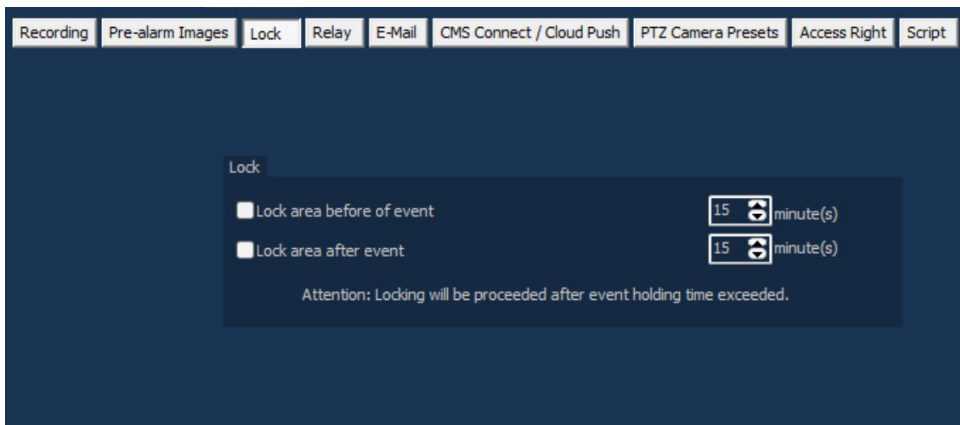 Recording Pre-alarm Images Lock Relay E-Mail CMS Connect / Cloud Push PTZ Camera Presets Access Right Script
Lock
Lock area before of event 15 minute(s)
Lock area after event 15 minute(s)
Attention: Locking will be proceeded after event holding time exceeded.